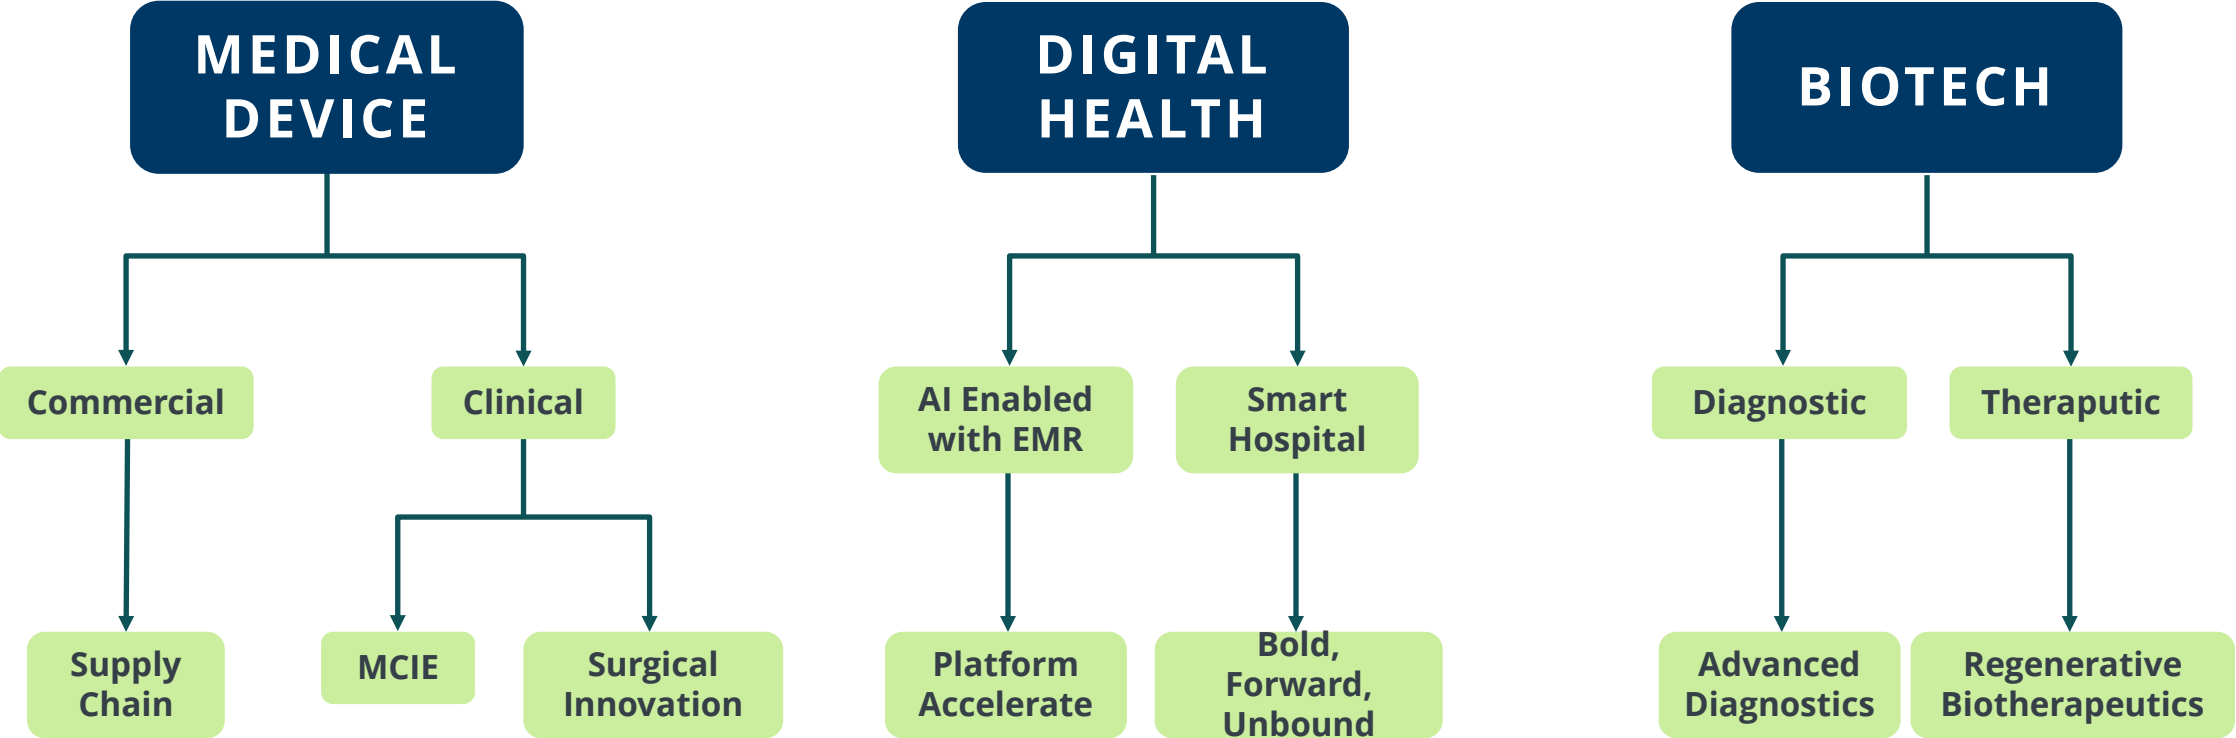 MEDICAL
DEVICE
DIGITAL
HEALTH
BIOTECH
Commercial
Clinical
AI Enabled
with EMR
Smart
Hospital
Diagnostic
Theraputic
Supply
Chain
MCIE
Surgical
Innovation
Platform
Accelerate
Bold,
Forward,
Unbound
Advanced
Diagnostics
Regenerative
Biotherapeutics